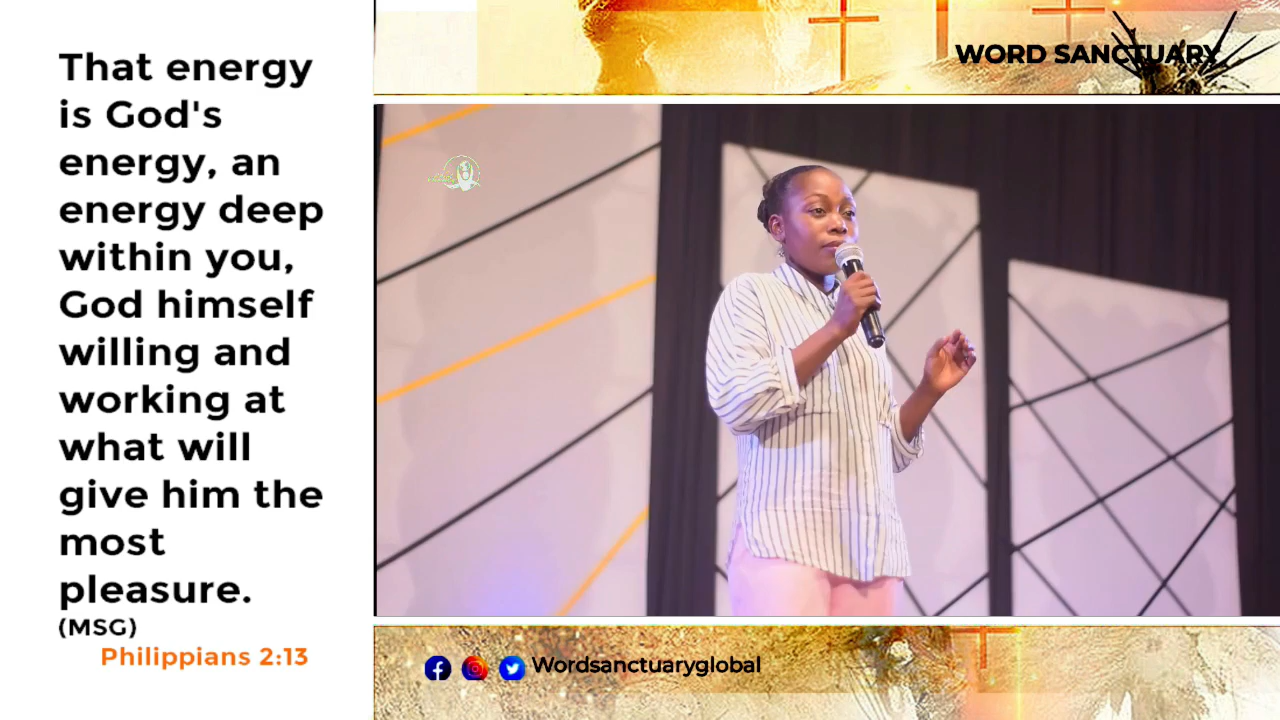 That energy
is God's
energy, an
energy deep
within you,
God himself
willing and
working at
what will
give him the
most
pleasure.
(MSG)
Philippians 2:13
WORD SANCTUARY
Wordsanctuaryglobal